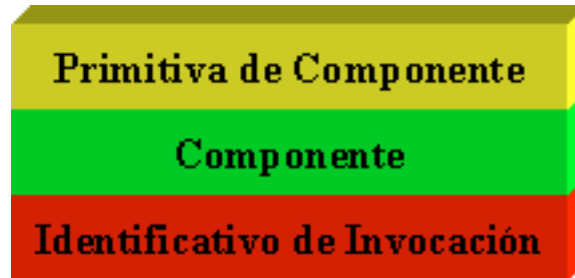 Primitiva de Componente
Componente
Identificativo de Invocación